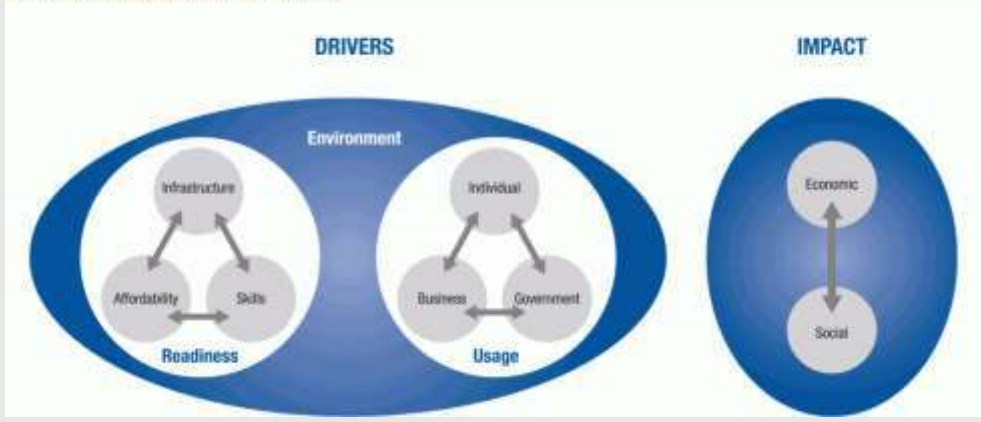 DRIVERS
IMPACT
Environment
Infrastructure
Affordability
Skills
Readiness
Individual
Business
Government
Usage
Economic
Social